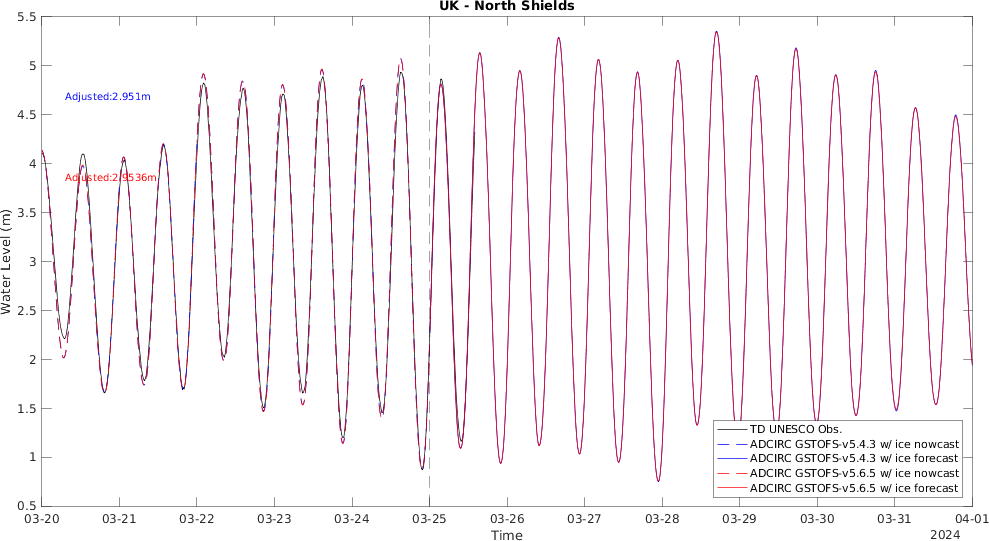 UK - North Shields
5.5
5
4.5
4
3.5
3
2.5
2
1.5
1
0.5
Water Level (m)
Adjusted:2.951m
Adjusted:2.9536m
TD UNESCO Obs.
ADCIRC GSTOFS-v5.4.3 w/ ice nowcast
ADCIRC GSTOFS-v5.4.3 w/ ice forecast
ADCIRC GSTOFS-v5.6.5 w/ ice nowcast
ADCIRC GSTOFS-v5.6.5 w/ ice forecast
03-20 03-21 03-22 03-23 03-24 03-25 03-26 03-27 03-28 03-29 03-30 03-31 04-01
Time
2024